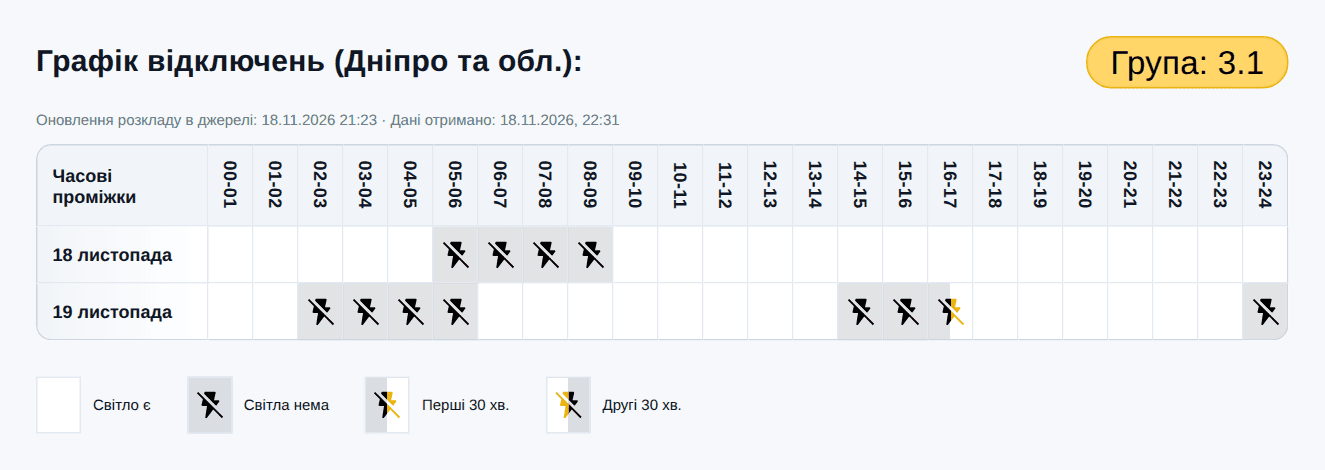 Графік відключень (Дніпро та обл.):
Група: 3.1
Оновлення розкладу в джерелі: 18.11.2026 21:23 · Дані отримано: 18.11.2026, 22:31
Часові
проміжки
00-01
01-02
02-03
03-04
04-05
05-06
06-07
07-08
08-09
09-10
10-11
11-12
12-13
13-14
14-15
15-16
16-17
17-18
18-19
19-20
20-21
21-22
22-23
23-24
18 листопада
19 листопада
Світло є
Світла нема
Перші 30 хв.
Другі 30 хв.